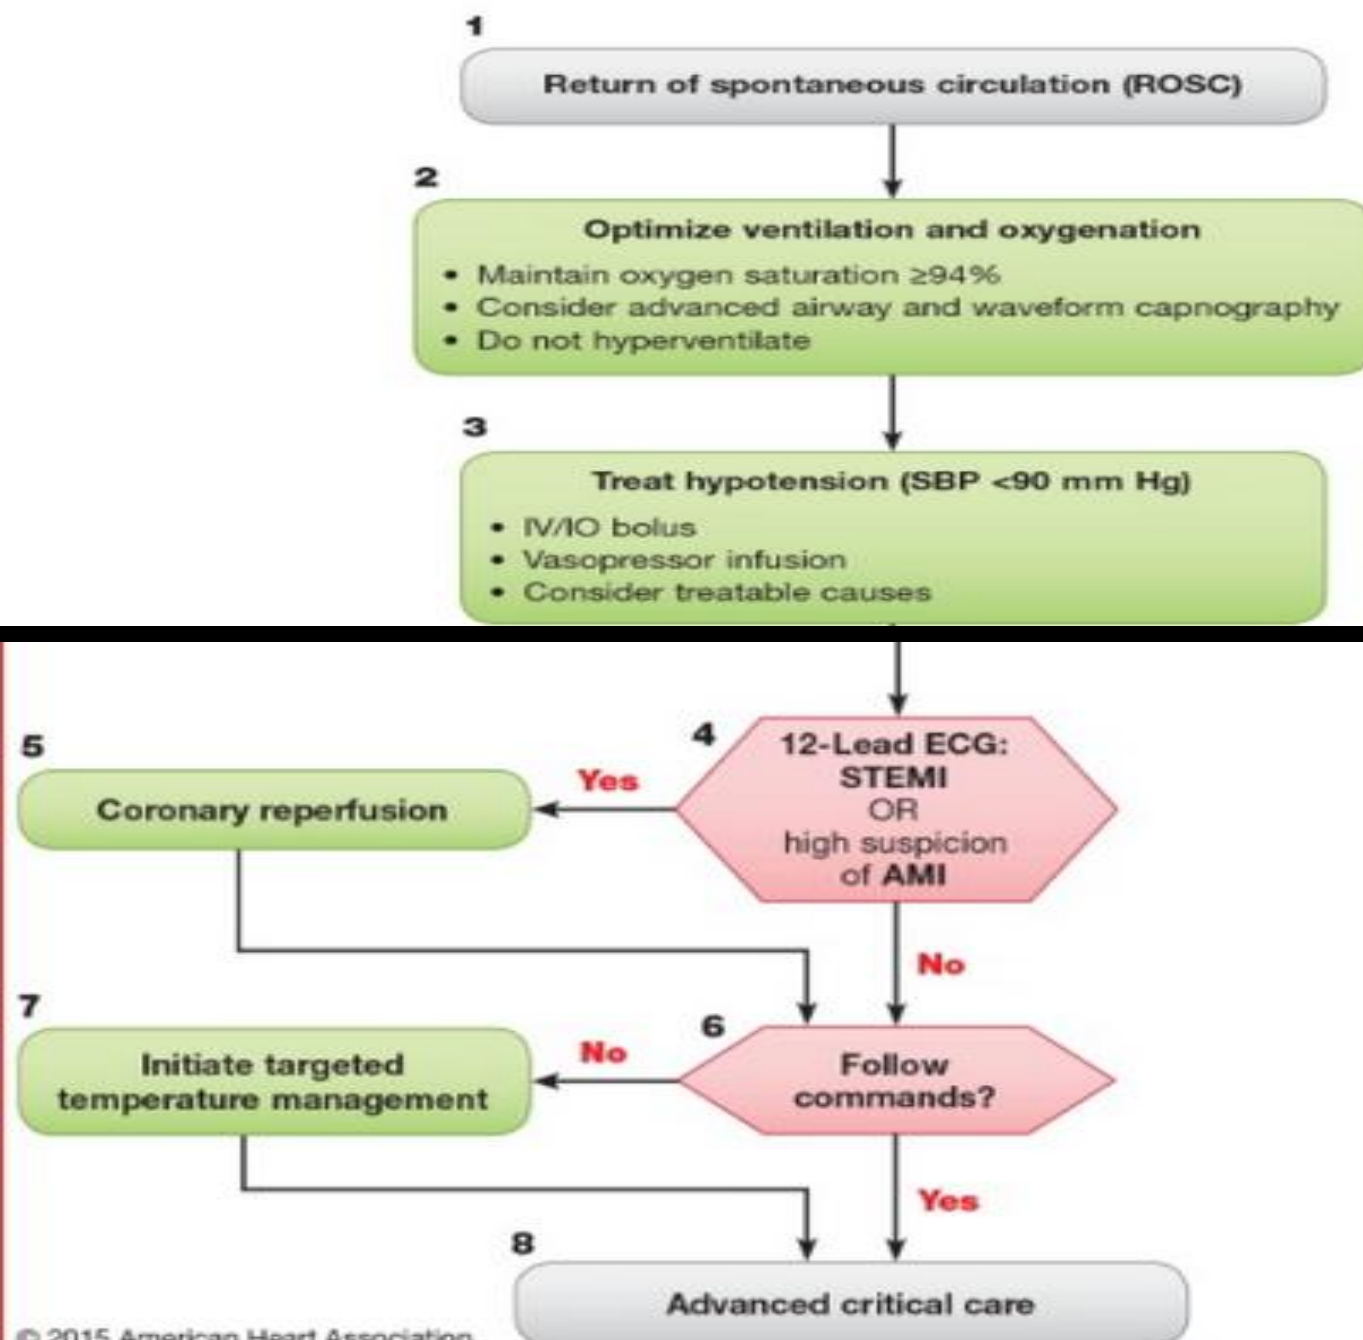 1
Return of spontaneous circulation (ROSC)
2
Optimize ventilation and oxygenation
• Maintain oxygen saturation ≥94%
• Consider advanced airway and waveform capnography
• Do not hyperventilate
3
Treat hypotension (SBP <90 mm Hg)
• IV/IO bolus
• Vasopressor infusion
• Consider treatable causes
4
12-Lead ECG:
STEMI
OR
high suspicion
of AMI
Yes
5
Coronary reperfusion
No
6
Follow
commands?
No
7
Initiate targeted
temperature management
Yes
8
Advanced critical care
© 2015 American Heart Association